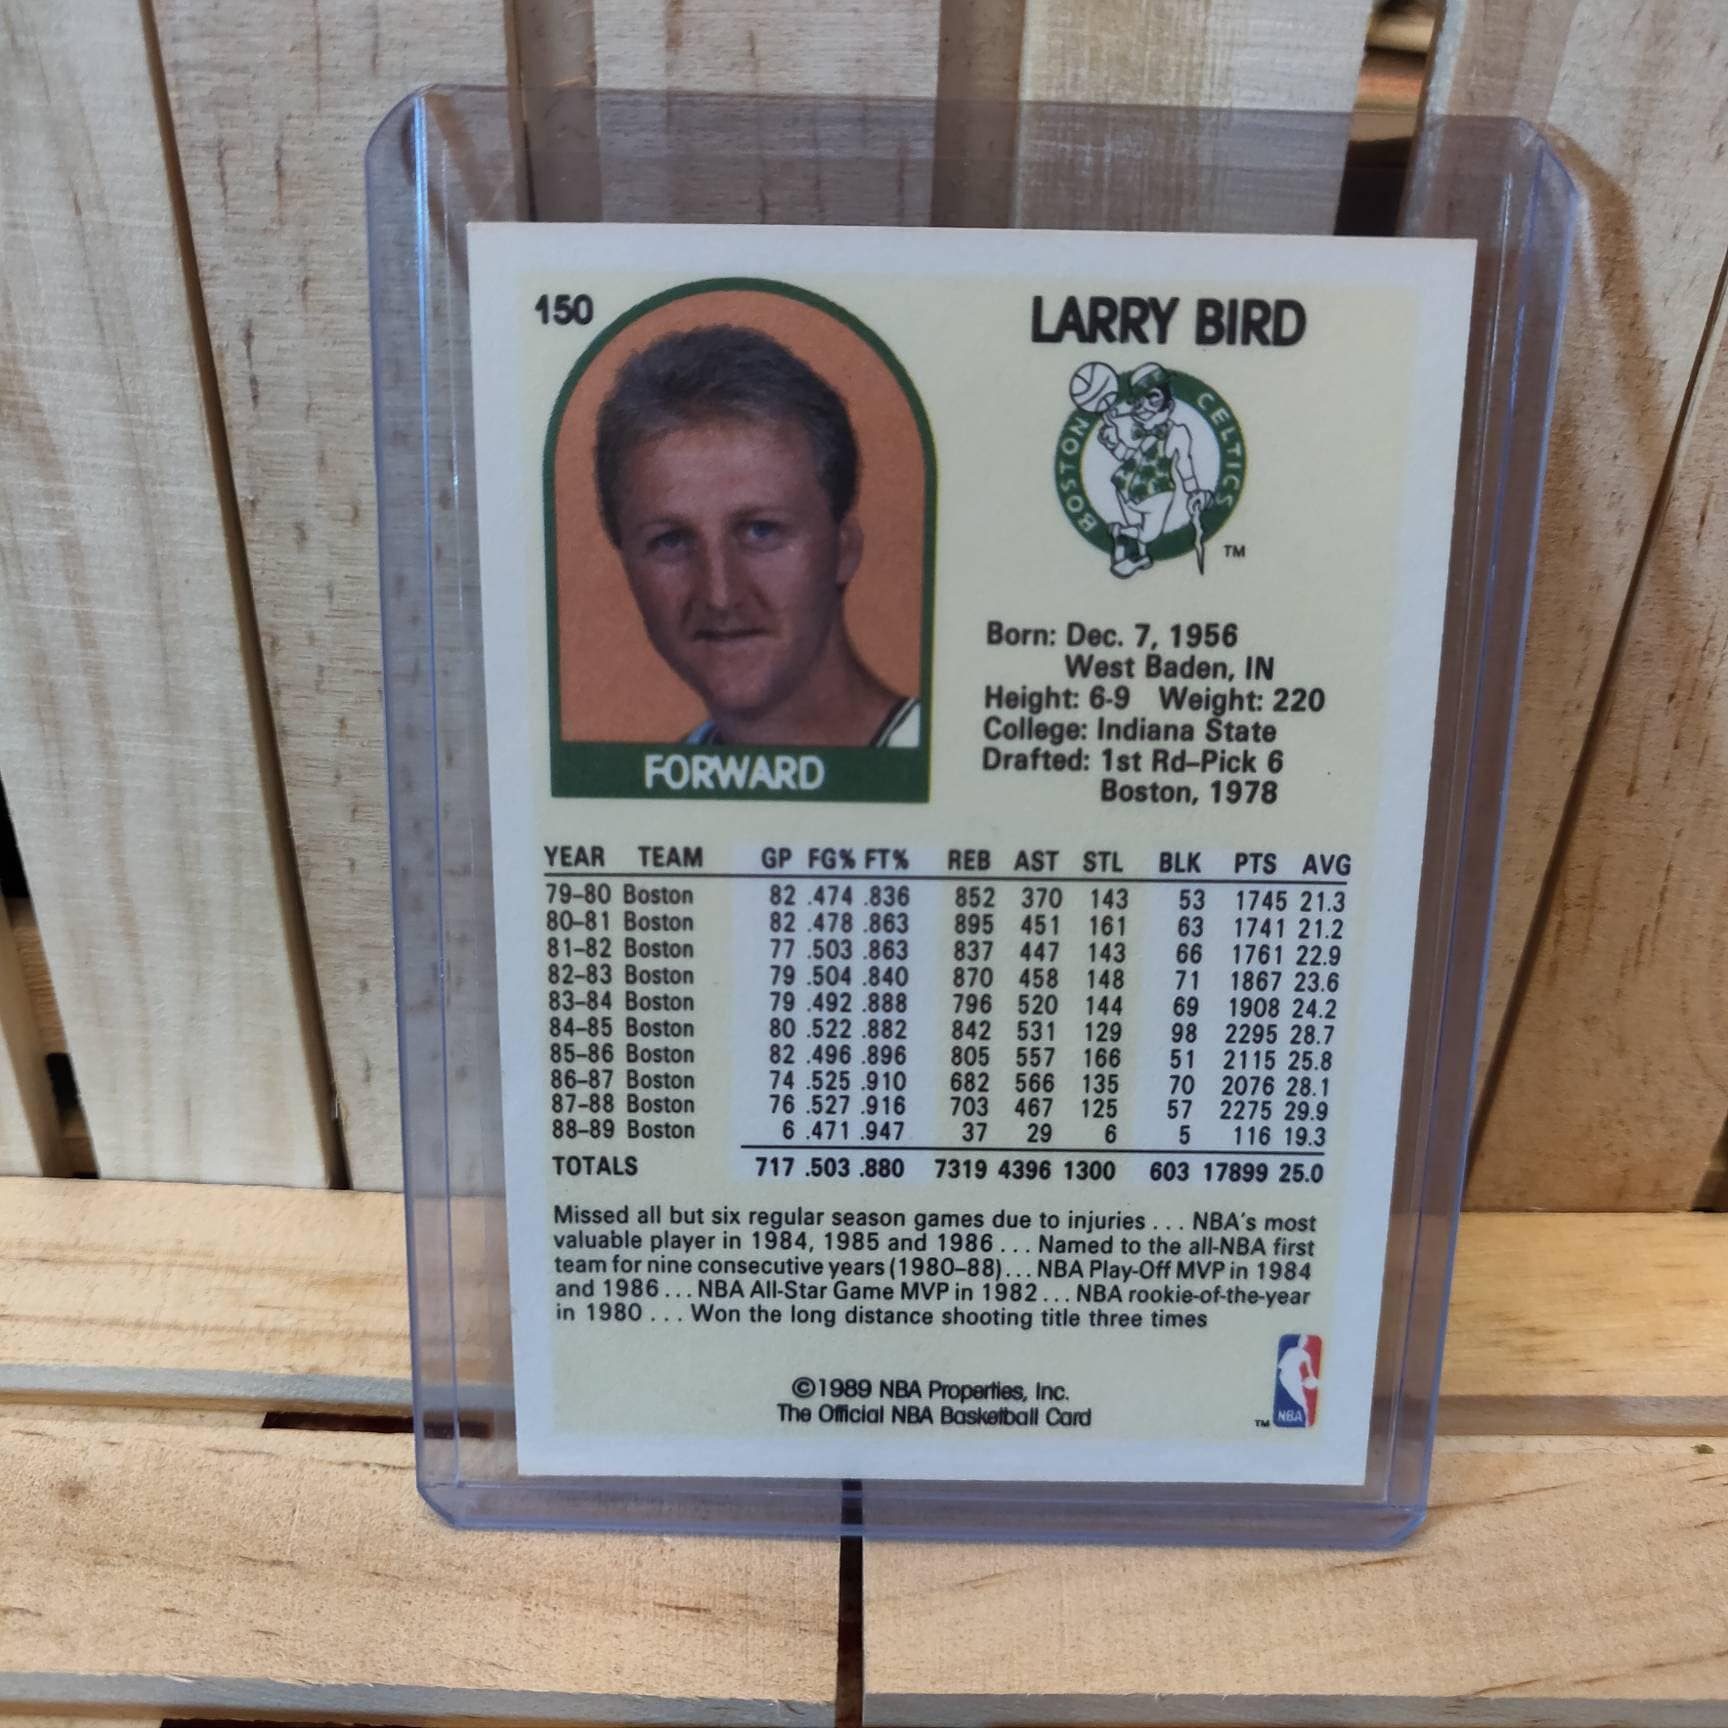 150
LARRY BIRD
BOSTON CELTICS
TM
Born: Dec. 7, 1956
West Baden, IN
Height: 6-9 Weight: 220
College: Indiana State
Drafted: 1st Rd–Pick 6
Boston, 1978
FORWARD
YEAR TEAM GP FG% FT% REB AST STL BLK PTS AVG
79–80 Boston 82 .474 .836 852 370 143 53 1745 21.3
80–81 Boston 82 .478 .863 895 451 161 63 1741 21.2
81–82 Boston 77 .503 .863 837 447 143 66 1761 22.9
82–83 Boston 79 .504 .840 870 458 148 71 1867 23.6
83–84 Boston 79 .492 .888 796 520 144 69 1908 24.2
84–85 Boston 80 .522 .882 842 531 129 98 2295 28.7
85–86 Boston 82 .496 .896 805 557 166 51 2115 25.8
86–87 Boston 74 .525 .910 682 566 135 70 2076 28.1
87–88 Boston 76 .527 .916 703 467 125 57 2275 29.9
88–89 Boston 6 .471 .947 37 29 6 5 116 19.3
TOTALS 717 .503 .880 7319 4396 1300 603 17899 25.0
Missed all but six regular season games due to injuries . . . NBA's most
valuable player in 1984, 1985 and 1986 . . . Named to the all-NBA first
team for nine consecutive years (1980–88) . . . NBA Play-Off MVP in 1984
and 1986 . . . NBA All-Star Game MVP in 1982 . . . NBA rookie-of-the-year
in 1980 . . . Won the long distance shooting title three times
©1989 NBA Properties, Inc.
The Official NBA Basketball Card
TM NBA